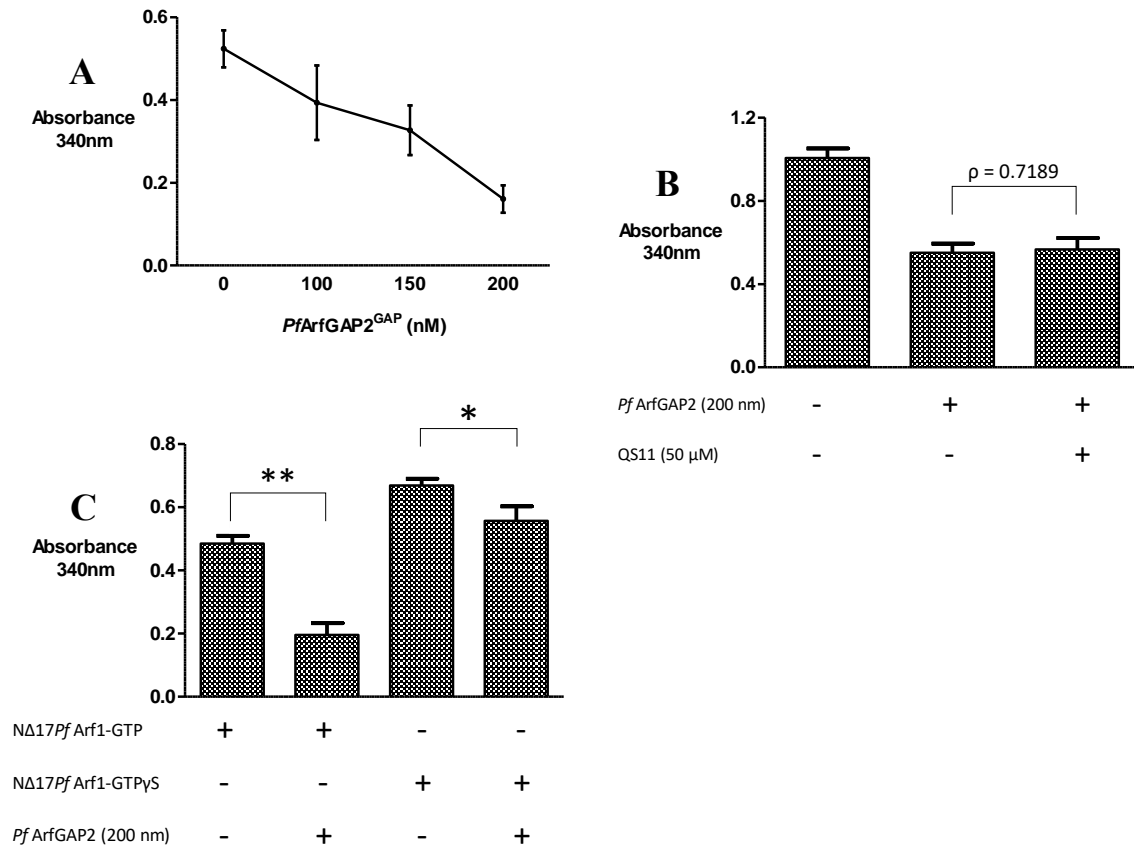 A
Absorbance
340nm
0.6
0.4
0.2
0.0
0 100 150 200
PfArfGAP2GAP (nM)
B
Absorbance
340nm
1.2
0.8
0.4
0.0
ρ = 0.7189
Pf ArfGAP2 (200 nm) - + +
QS11 (50 μM) - - +
C
Absorbance
340nm
0.8
0.6
0.4
0.2
0.0
** *
NΔ17Pf Arf1-GTP + + - -
NΔ17Pf Arf1-GTPγS - - + +
Pf ArfGAP2 (200 nm) - + - +